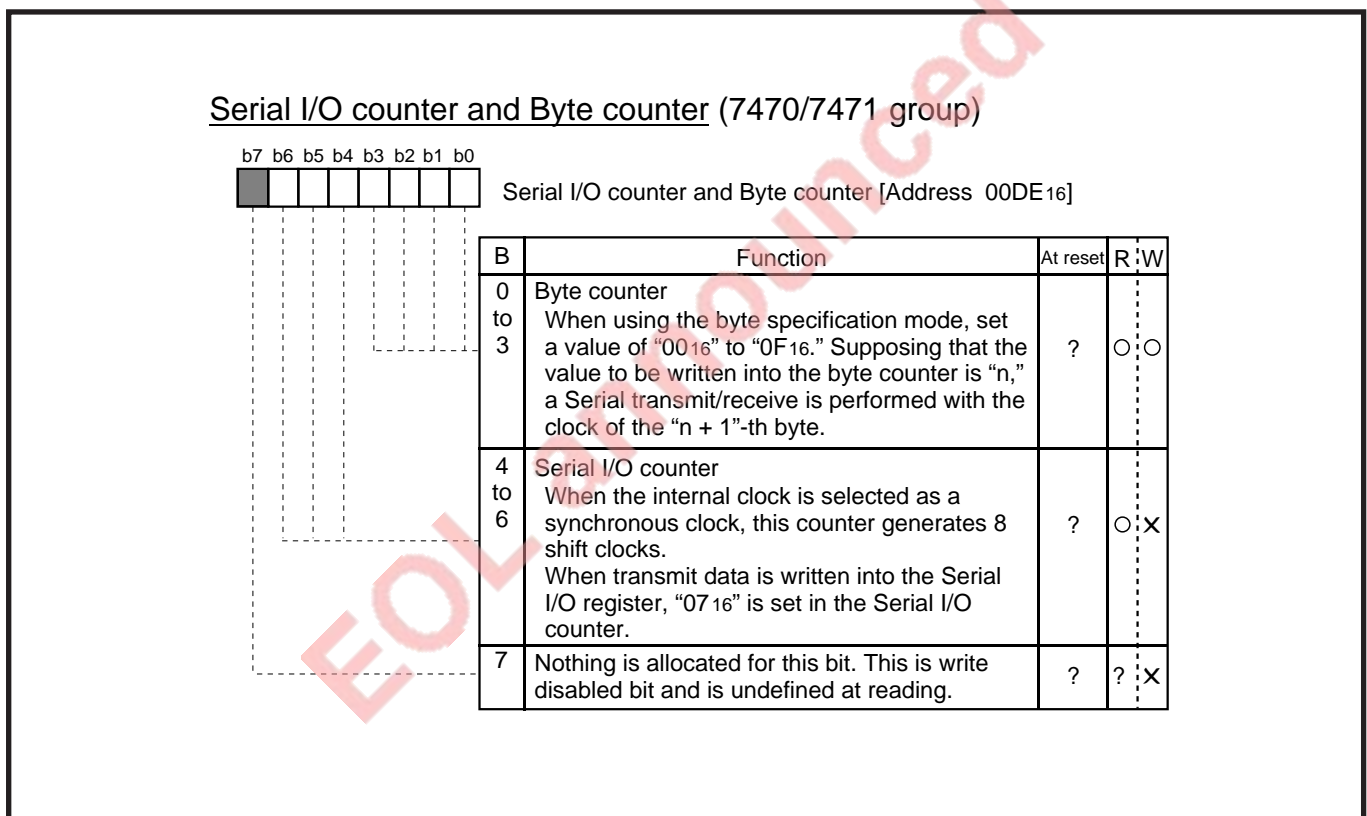 Serial I/O counter and Byte counter (7470/7471 group)
b7 b6 b5 b4 b3 b2 b1 b0
Serial I/O counter and Byte counter [Address 00DE16]
B Function At reset R W
0 to 3 Byte counter
When using the byte specification mode, set
a value of “0016” to “0F16.” Supposing that the
value to be written into the byte counter is “n,”
a Serial transmit/receive is performed with the
clock of the “n + 1”-th byte.
? ○ ○
4 to 6 Serial I/O counter
When the internal clock is selected as a
synchronous clock, this counter generates 8
shift clocks.
When transmit data is written into the Serial
I/O register, “0716” is set in the Serial I/O
counter.
? ○ ×
7 Nothing is allocated for this bit. This is write
disabled bit and is undefined at reading.
? ? ×
EOL announced